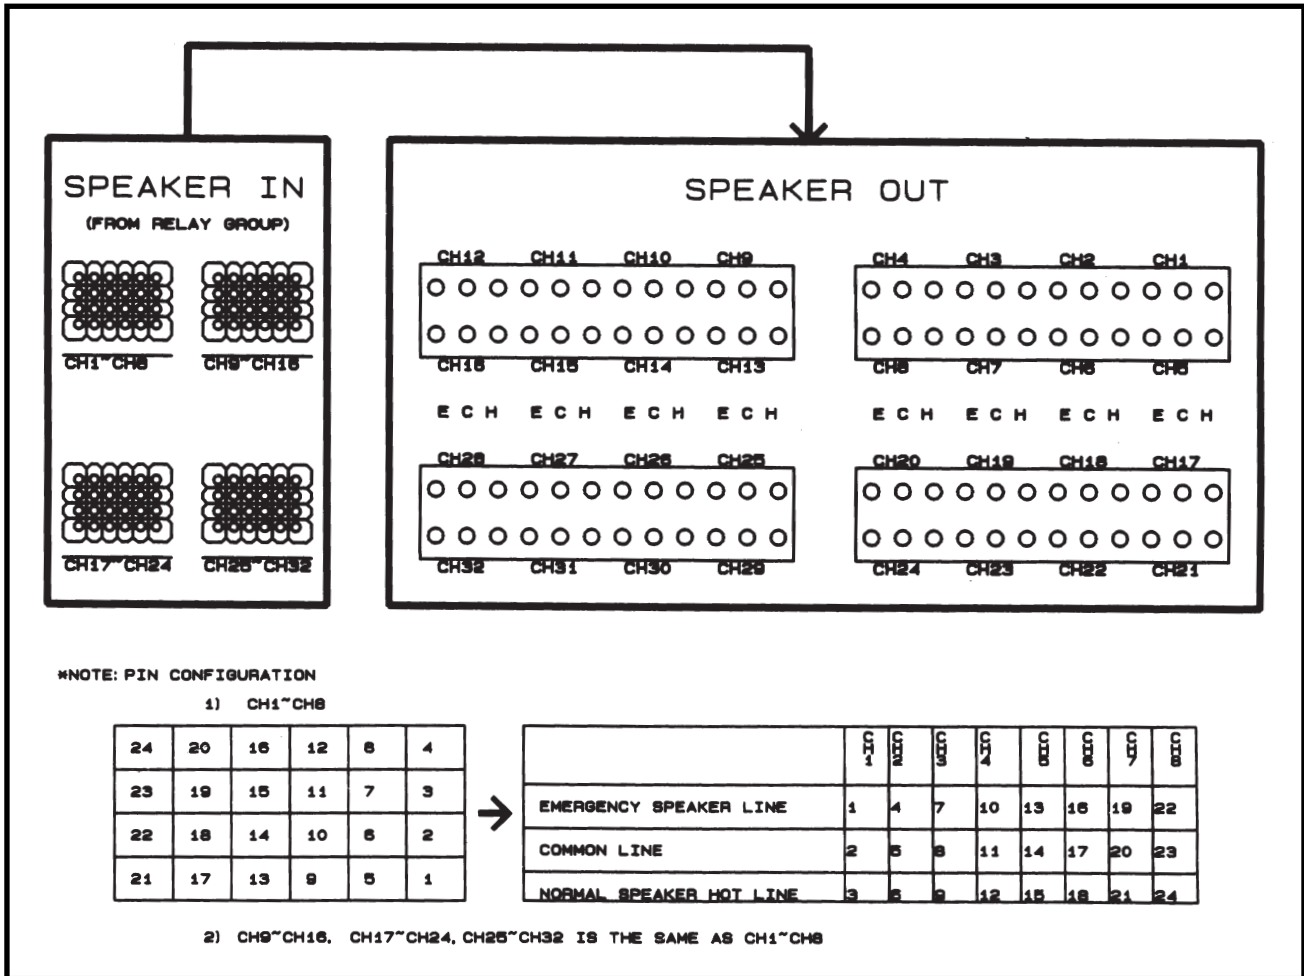 SPEAKER IN
(FROM RELAY GROUP)
CH1~CH8
CH9~CH16
CH17~CH24
CH25~CH32
SPEAKER OUT
CH12 CH11 CH10 CH9
CH16 CH15 CH14 CH13
E C H E C H E C H E C H
CH28 CH27 CH26 CH25
CH32 CH31 CH30 CH29
CH4 CH3 CH2 CH1
CH8 CH7 CH6 CH5
E C H E C H E C H E C H
CH20 CH19 CH18 CH17
CH24 CH23 CH22 CH21
*NOTE: PIN CONFIGURATION
1) CH1~CH8
24 20 16 12 8 4
23 19 15 11 7 3
22 18 14 10 6 2
21 17 13 9 5 1
CH1 CH2 CH3 CH4 CH5 CH6 CH7 CH8
EMERGENCY SPEAKER LINE 1 4 7 10 13 16 19 22
COMMON LINE 2 5 8 11 14 17 20 23
NORMAL SPEAKER HOT LINE 3 6 9 12 15 18 21 24
2) CH9~CH16, CH17~CH24, CH25~CH32 IS THE SAME AS CH1~CH8